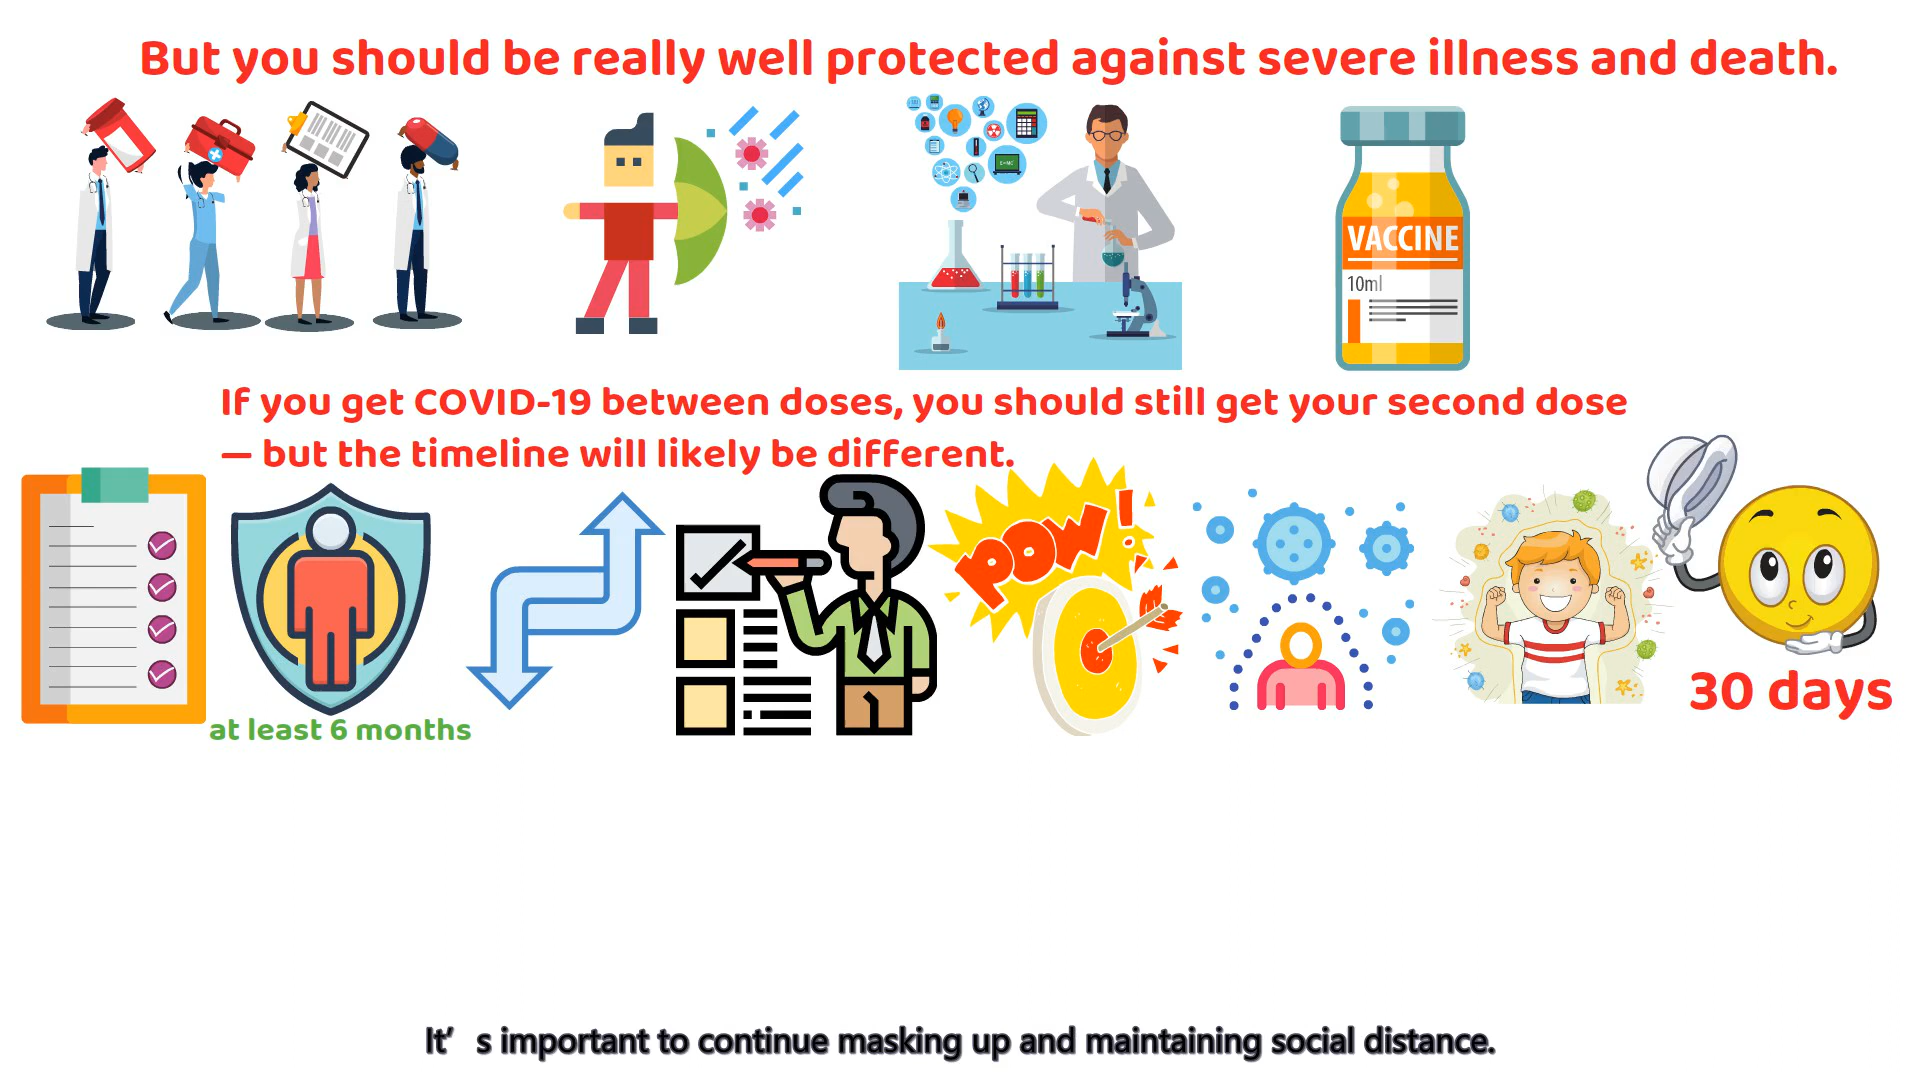 But you should be really well protected against severe illness and death.
E=MC
VACCINE
10ml
If you get COVID-19 between doses, you should still get your second dose
— but the timeline will likely be different.
POW!
at least 6 months
30 days
It’s important to continue masking up and maintaining social distance.